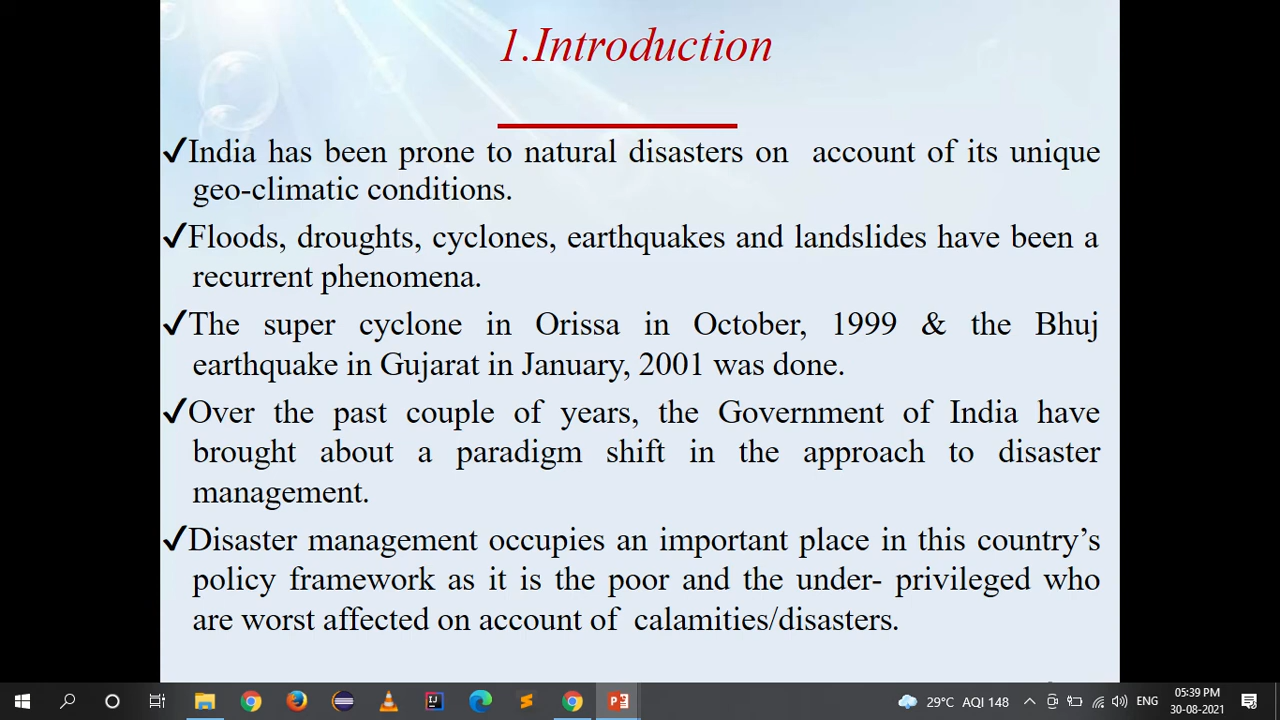 1.Introduction
✓India has been prone to natural disasters on account of its unique
geo-climatic conditions.
✓Floods, droughts, cyclones, earthquakes and landslides have been a
recurrent phenomena.
✓The super cyclone in Orissa in October, 1999 & the Bhuj
earthquake in Gujarat in January, 2001 was done.
✓Over the past couple of years, the Government of India have
brought about a paradigm shift in the approach to disaster
management.
✓Disaster management occupies an important place in this country’s
policy framework as it is the poor and the under- privileged who
are worst affected on account of calamities/disasters.
29°C AQI 148
ENG
05:39 PM
30-08-2021